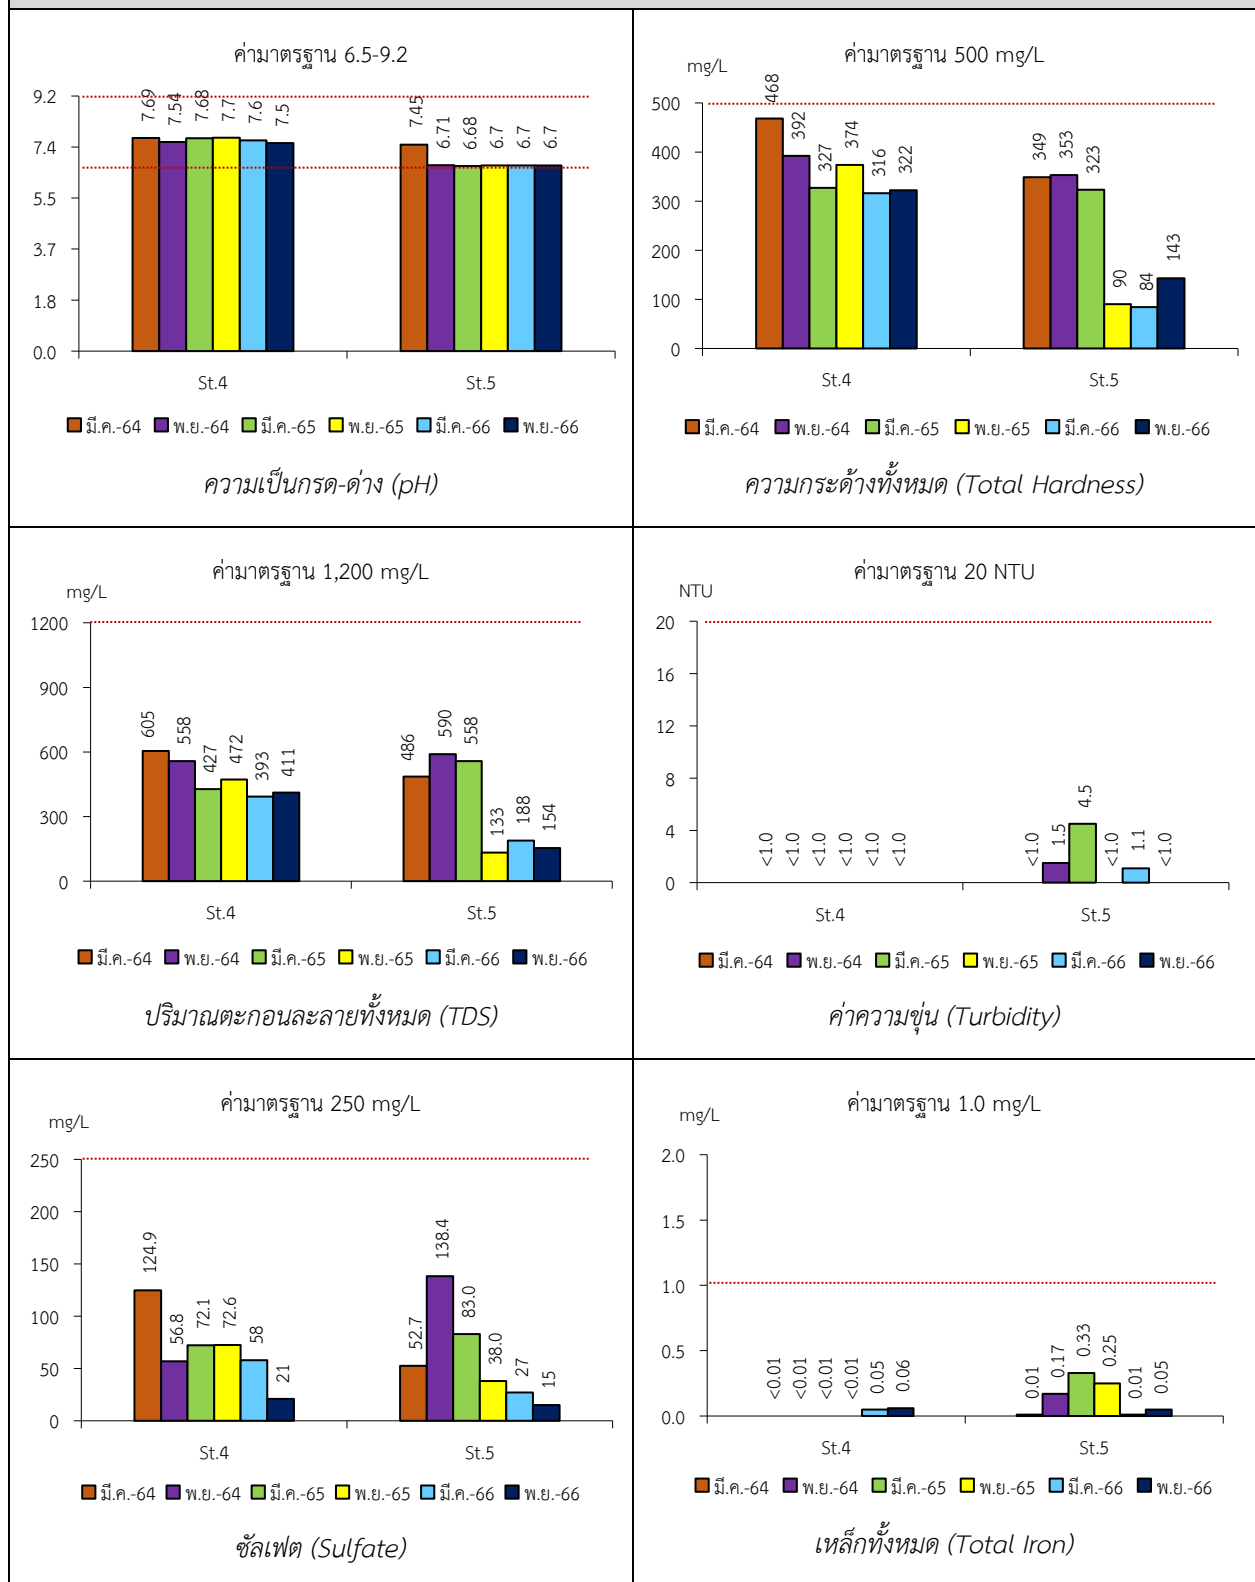 ค่ามาตรฐาน 6.5-9.2
7.69 7.54 7.68 7.7 7.6 7.5 7.45 6.71 6.68 6.7 6.7 6.7
9.2
7.4
5.5
3.7
1.8
0.0
St.4 St.5
มี.ค.-64 พ.ย.-64 มี.ค.-65 พ.ย.-65 มี.ค.-66 พ.ย.-66
ความเป็นกรด-ด่าง (pH)
ค่ามาตรฐาน 500 mg/L
mg/L
468 392 327 374 316 322 349 353 323 90 84 143
500
400
300
200
100
0
St.4 St.5
มี.ค.-64 พ.ย.-64 มี.ค.-65 พ.ย.-65 มี.ค.-66 พ.ย.-66
ความกระด้างทั้งหมด (Total Hardness)
ค่ามาตรฐาน 1,200 mg/L
mg/L
1200
900
600
300
0
605 558 427 472 393 411 486 590 558 133 188 154
St.4 St.5
มี.ค.-64 พ.ย.-64 มี.ค.-65 พ.ย.-65 มี.ค.-66 พ.ย.-66
ปริมาณตะกอนละลายทั้งหมด (TDS)
ค่ามาตรฐาน 20 NTU
NTU
20
16
12
8
4
0
<1.0 <1.0 <1.0 <1.0 <1.0 <1.0 <1.0 1.5 4.5 <1.0 1.1 <1.0
St.4 St.5
มี.ค.-64 พ.ย.-64 มี.ค.-65 พ.ย.-65 มี.ค.-66 พ.ย.-66
ค่าความขุ่น (Turbidity)
ค่ามาตรฐาน 250 mg/L
mg/L
250
200
150
100
50
0
124.9 56.8 72.1 72.6 58 21 52.7 138.4 83.0 38.0 27 15
St.4 St.5
มี.ค.-64 พ.ย.-64 มี.ค.-65 พ.ย.-65 มี.ค.-66 พ.ย.-66
ซัลเฟต (Sulfate)
ค่ามาตรฐาน 1.0 mg/L
mg/L
2.0
1.5
1.0
0.5
0.0
<0.01 <0.01 <0.01 <0.01 0.05 0.06 0.01 0.17 0.33 0.25 0.01 0.05
St.4 St.5
มี.ค.-64 พ.ย.-64 มี.ค.-65 พ.ย.-65 มี.ค.-66 พ.ย.-66
เหล็กทั้งหมด (Total Iron)